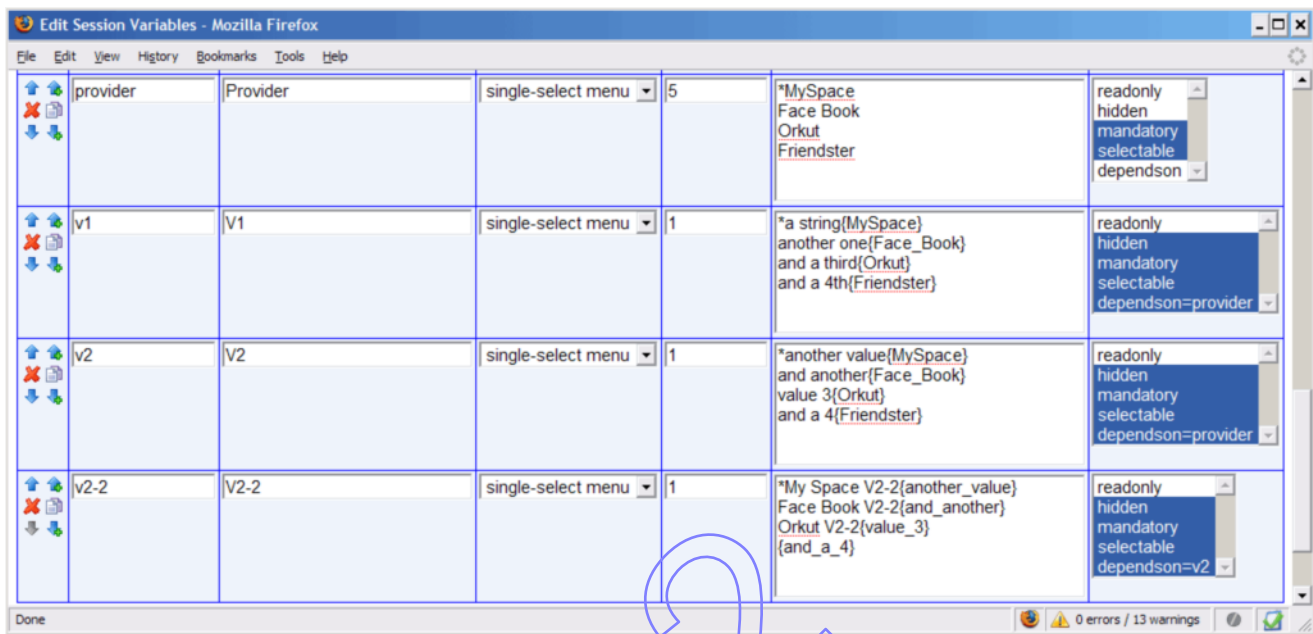 Edit Session Variables - Mozilla Firefox
File Edit View History Bookmarks Tools Help
provider Provider single-select menu 5
*MySpace
Face Book
Orkut
Friendster
readonly
hidden
mandatory
selectable
dependson
v1 V1 single-select menu 1
*a string{MySpace}
another one{Face_Book}
and a third{Orkut}
and a 4th{Friendster}
readonly
hidden
mandatory
selectable
dependson=provider
v2 V2 single-select menu 1
*another value{MySpace}
and another{Face_Book}
value 3{Orkut}
and a 4{Friendster}
readonly
hidden
mandatory
selectable
dependson=provider
v2-2 V2-2 single-select menu 1
*My Space V2-2{another_value}
Face Book V2-2{and_another}
Orkut V2-2{value_3}
{and_a_4}
readonly
hidden
mandatory
selectable
dependson=v2
Done 0 errors / 13 warnings